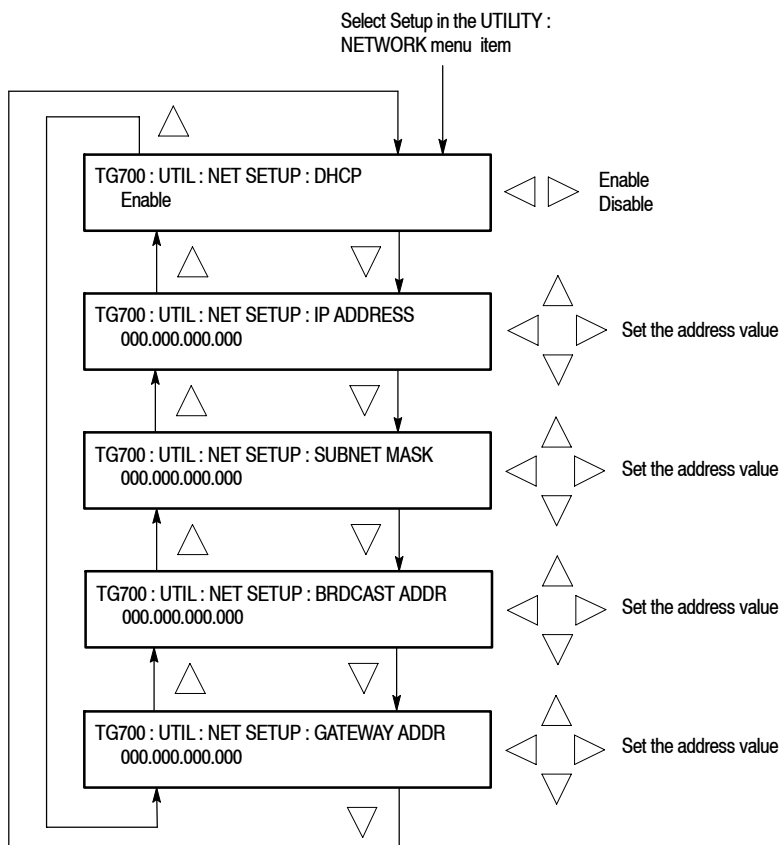 Select Setup in the UTILITY :
NETWORK menu item
TG700 : UTIL : NET SETUP : DHCP
Enable
Enable
Disable
TG700 : UTIL : NET SETUP : IP ADDRESS
000.000.000.000
Set the address value
TG700 : UTIL : NET SETUP : SUBNET MASK
000.000.000.000
Set the address value
TG700 : UTIL : NET SETUP : BRDCAST ADDR
000.000.000.000
Set the address value
TG700 : UTIL : NET SETUP : GATEWAY ADDR
000.000.000.000
Set the address value